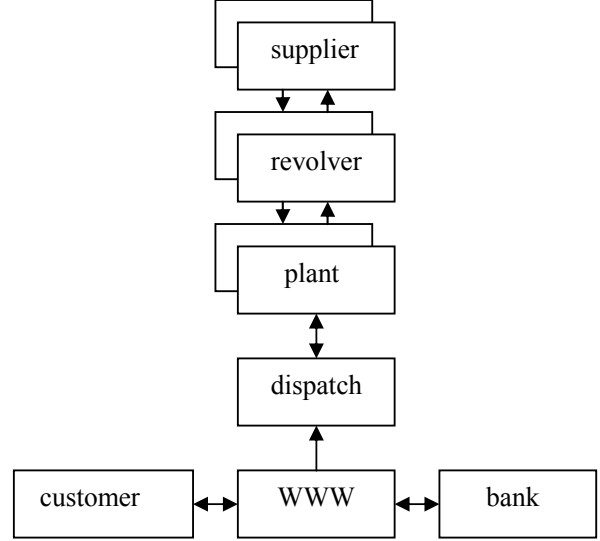 supplier
revolver
plant
dispatch
customer
WWW
bank